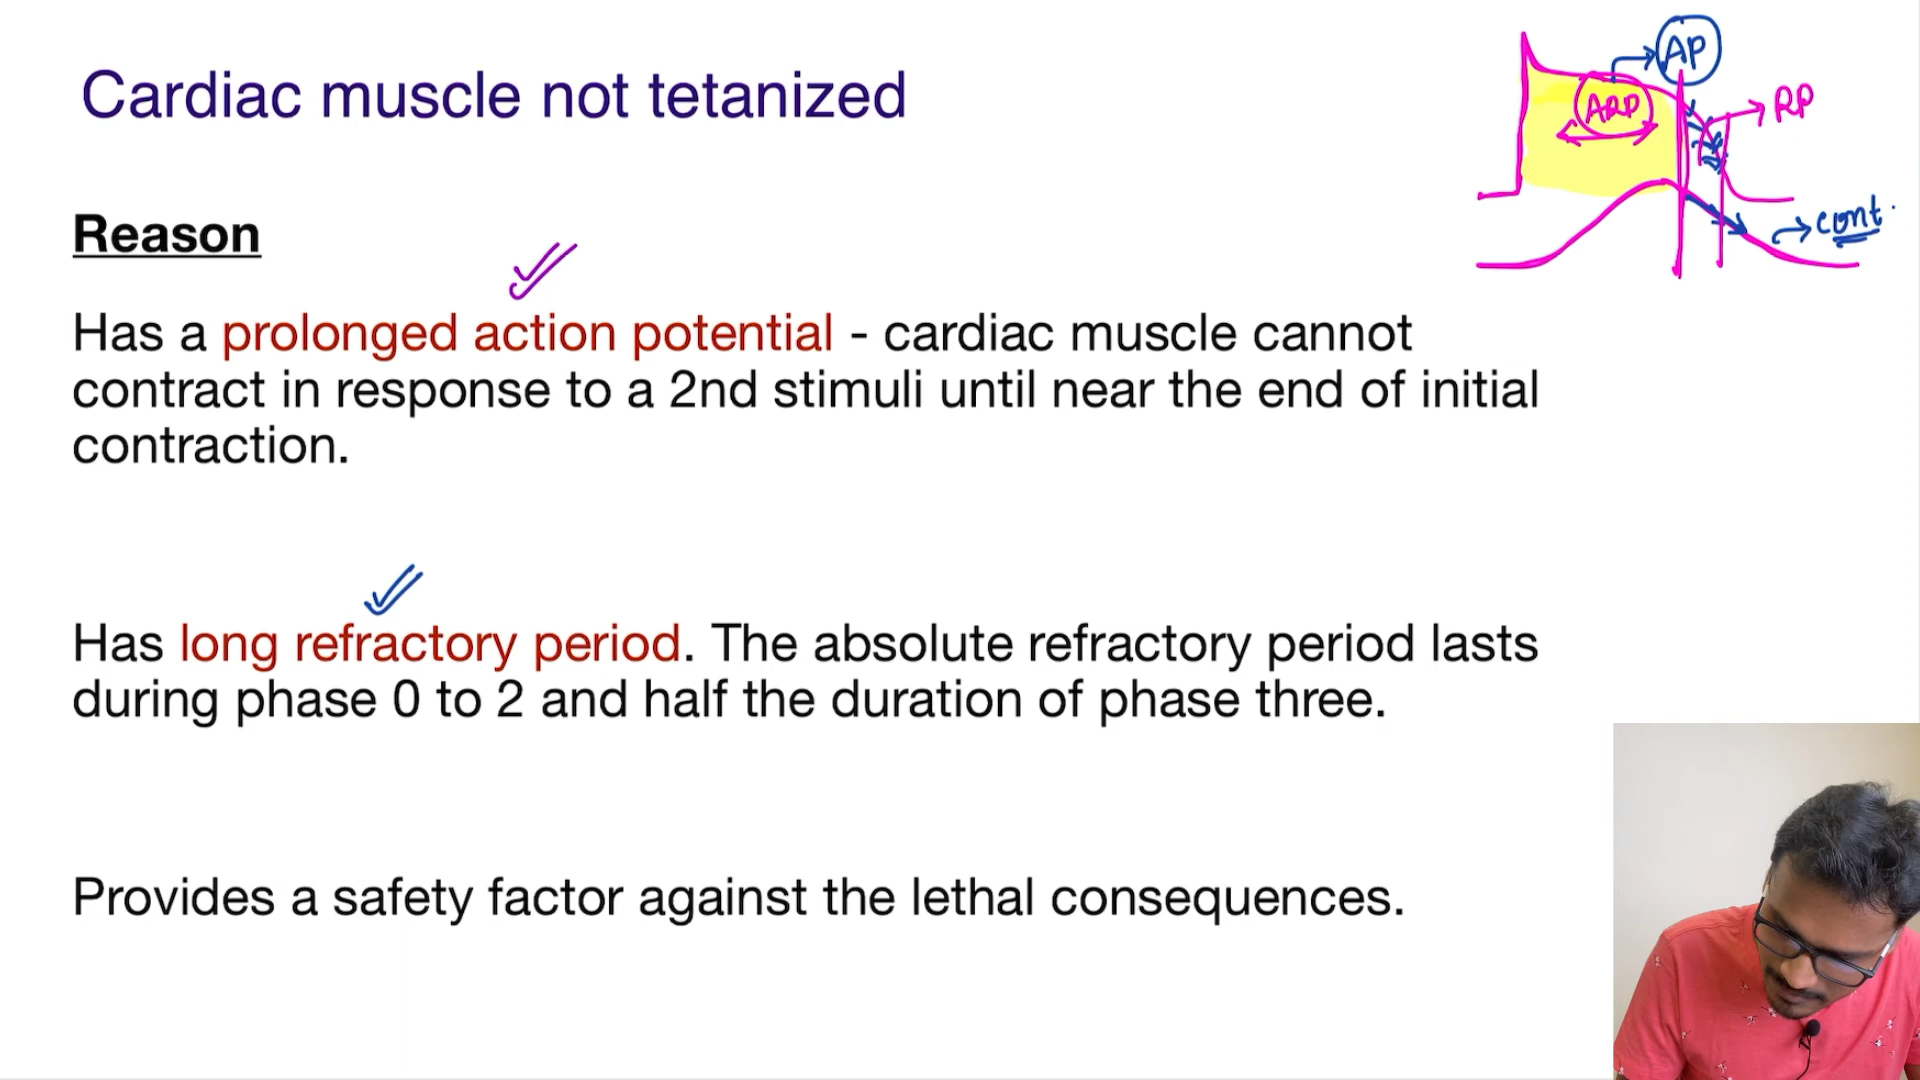 Cardiac muscle not tetanized
AP
ARP
RP
cont.
Reason
Has a prolonged action potential - cardiac muscle cannot
contract in response to a 2nd stimuli until near the end of initial
contraction.
Has long refractory period. The absolute refractory period lasts
during phase 0 to 2 and half the duration of phase three.
Provides a safety factor against the lethal consequences.